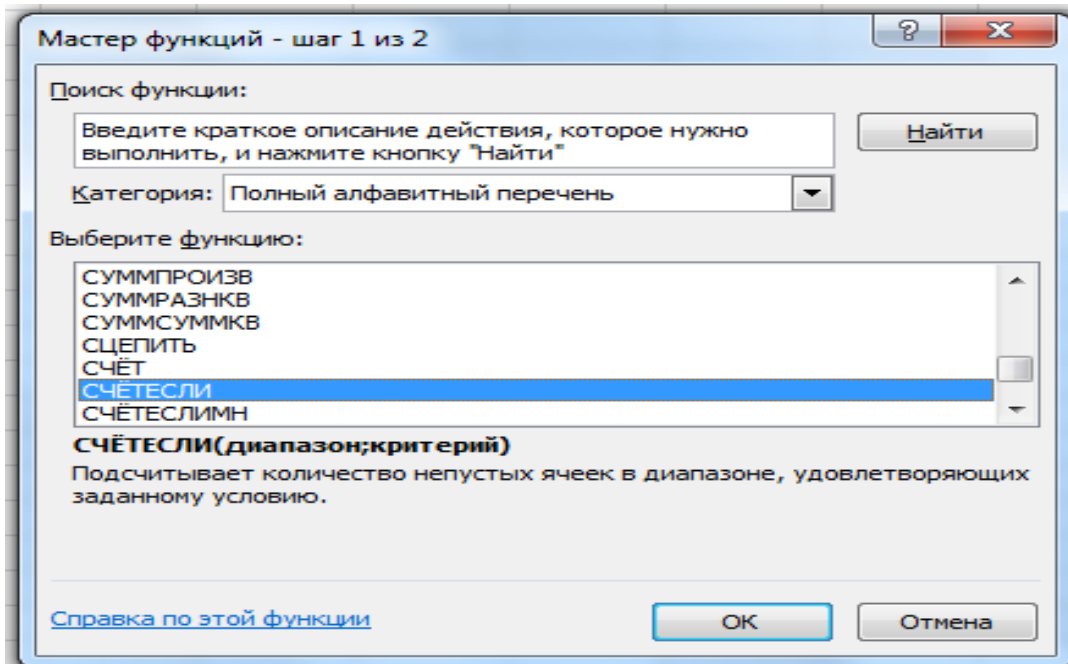 Мастер функций - шаг 1 из 2
Поиск функции:
Введите краткое описание действия, которое нужно
выполнить, и нажмите кнопку "Найти"
Найти
Категория: Полный алфавитный перечень
Выберите функцию:
СУММПРОИЗВ
СУММРАЗНКВ
СУММСУММКВ
СЦЕПИТЬ
СЧЁТ
СЧЁТЕСЛИ
СЧЁТЕСЛИМН
СЧЁТЕСЛИ(диапазон;критерий)
Подсчитывает количество непустых ячеек в диапазоне, удовлетворяющих
заданному условию.
Справка по этой функции
ОК
Отмена